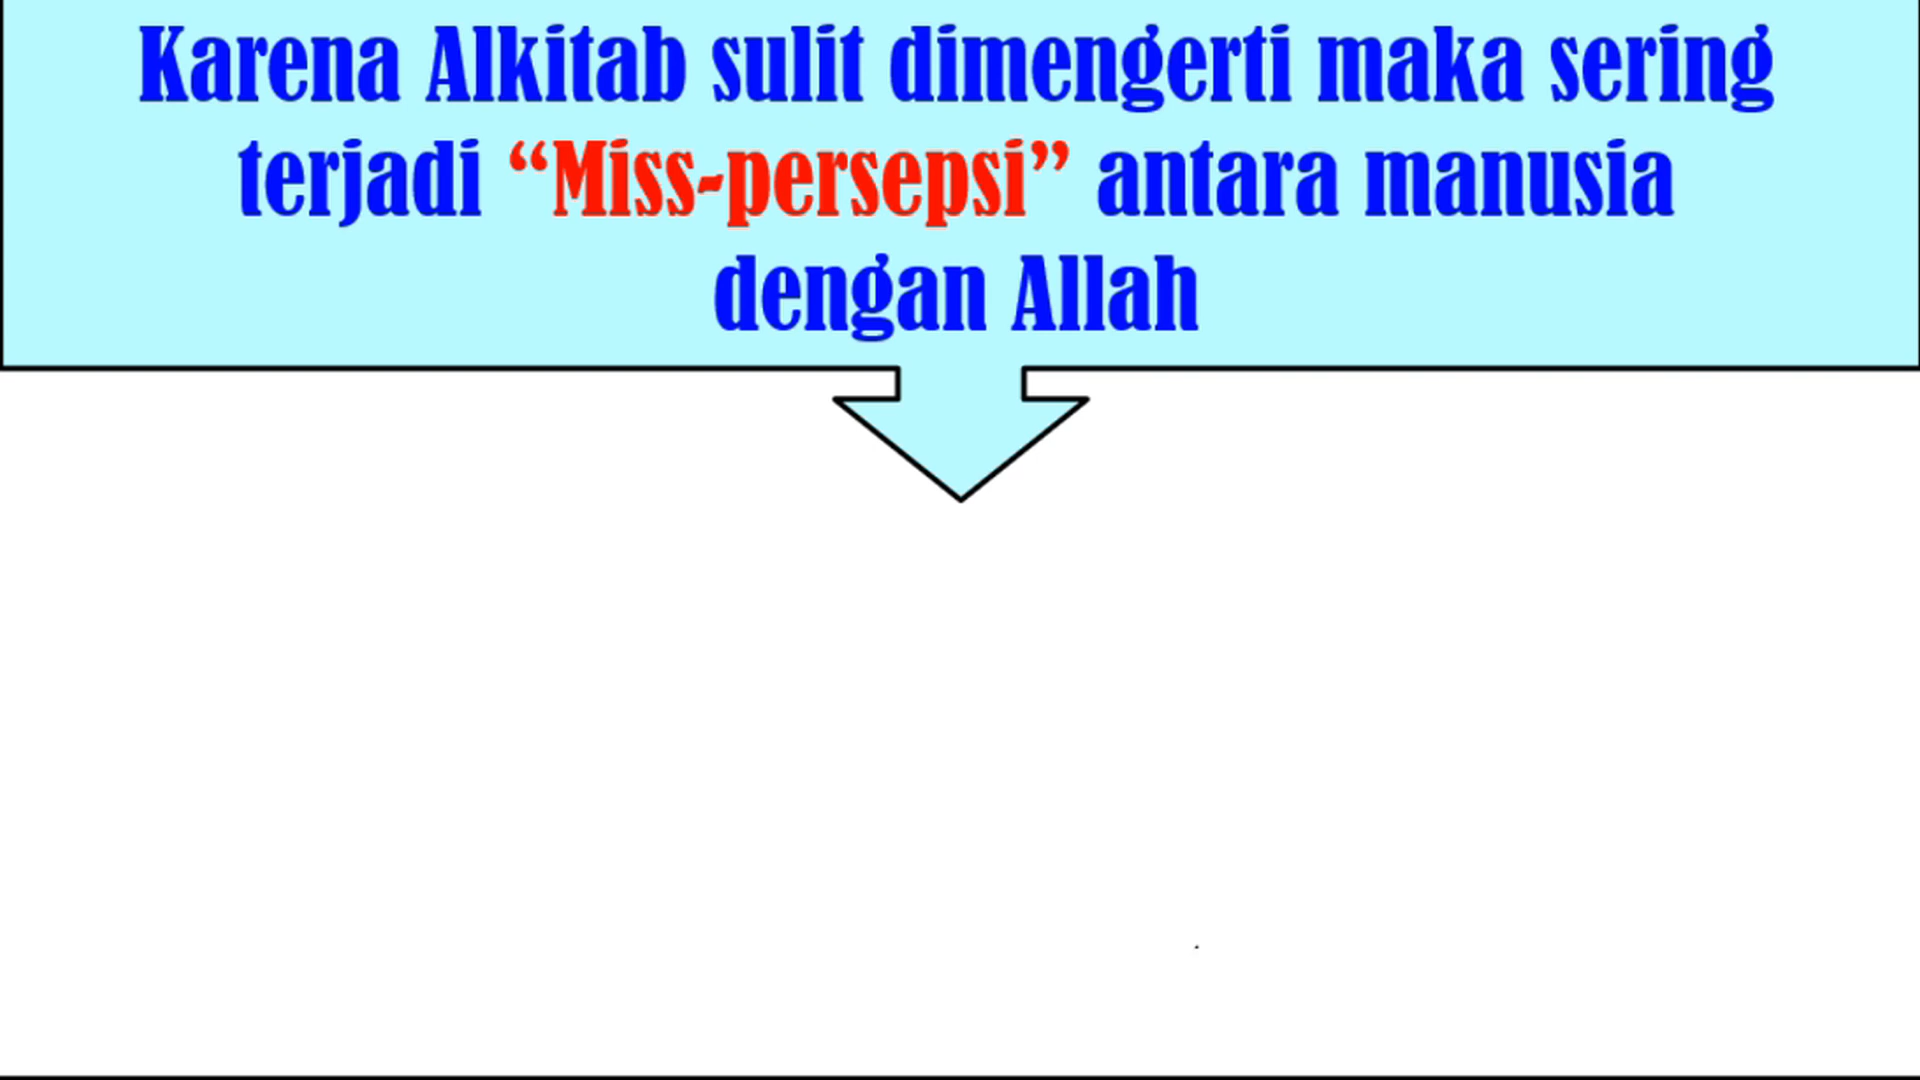 Karena Alkitab sulit dimengerti maka sering
terjadi “Miss-persepsi” antara manusia
dengan Allah